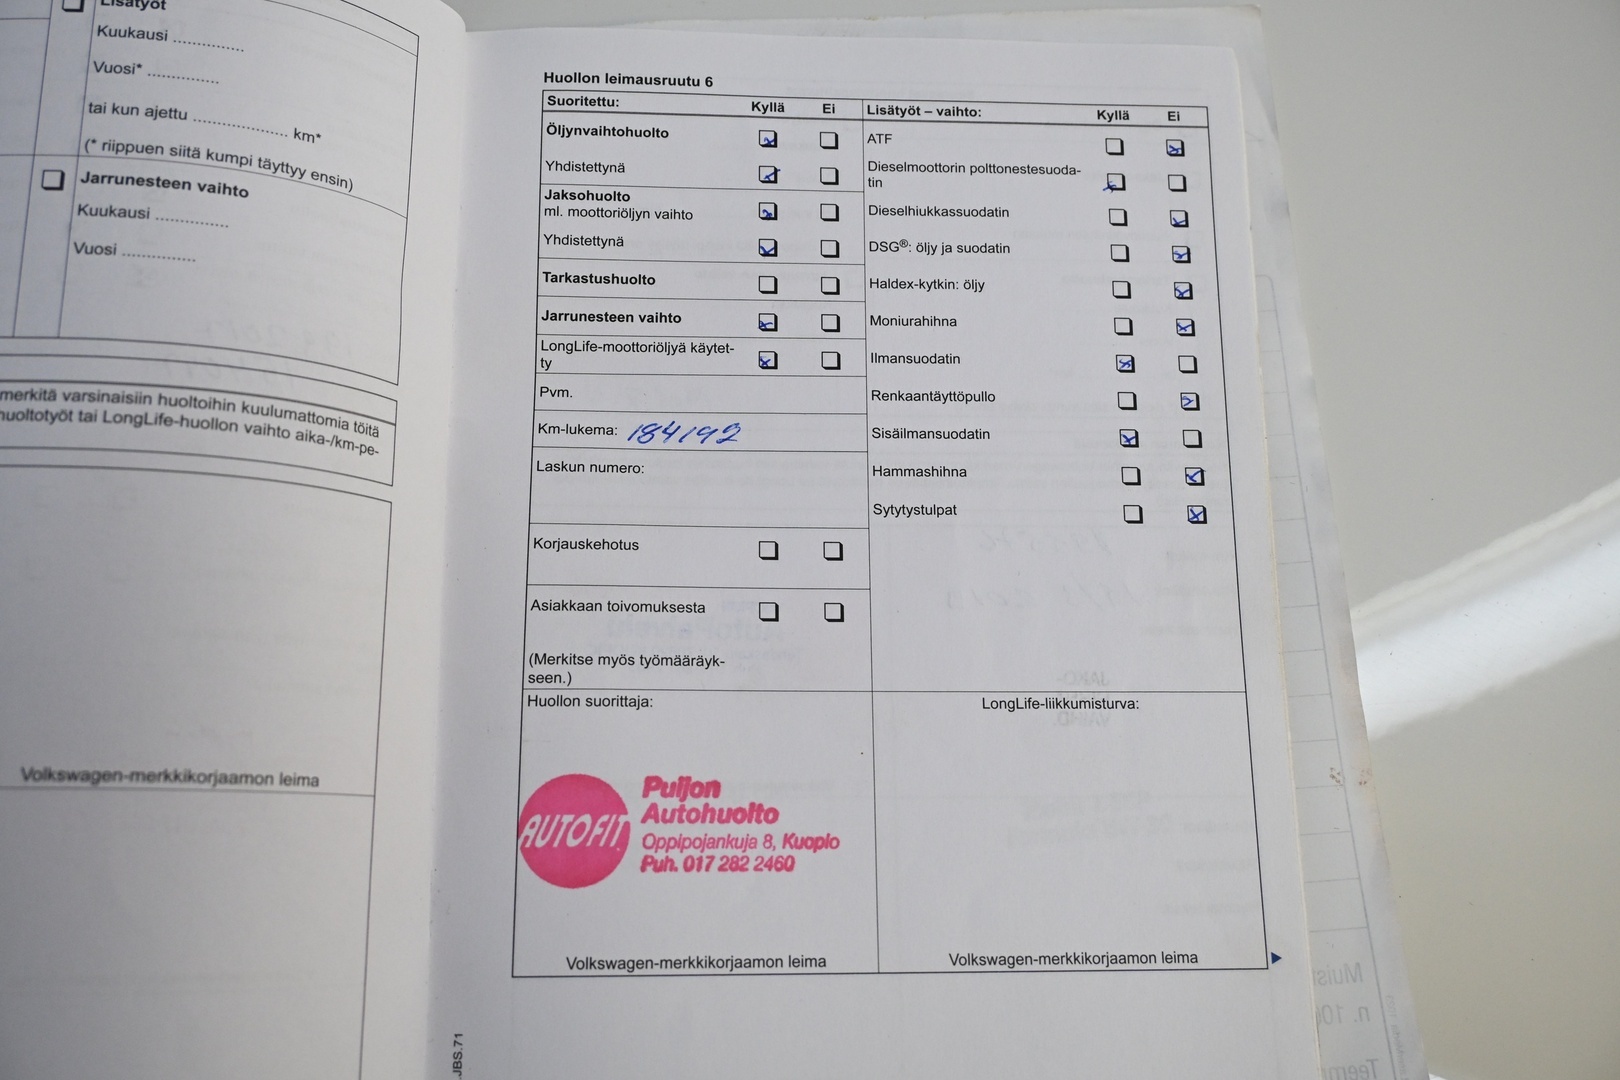 Lisätyöt
Kuukausi ..............
Vuosi* ..............
tai kun ajettu .................. km*
(* riippuen siitä kumpi täyttyy ensin)
Jarrunesteen vaihto
Kuukausi ..............
Vuosi ..............
merkitä varsinaisiin huoltoihin kuulumattomia töitä
huoltotyöt tai LongLife-huollon vaihto aika-/km-pe-
Volkswagen-merkkikorjaamon leima
Huollon leimausruutu 6
Suoritettu: Kyllä Ei
Öljynvaihtohuolto
Yhdistettynä
Jaksohuolto
ml. moottoriöljyn vaihto
Yhdistettynä
Tarkastushuolto
Jarrunesteen vaihto
LongLife-moottoriöljyä käytet-
ty
Pvm.
Km-lukema: 184192
Laskun numero:
Korjauskehotus
Asiakkaan toivomuksesta
(Merkitse myös työmääräyk-
seen.)
Lisätyöt – vaihto: Kyllä Ei
ATF
Dieselmoottorin polttonestesuoda-
tin
Dieselhiukkassuodatin
DSG®: öljy ja suodatin
Haldex-kytkin: öljy
Moniurahihna
Ilmansuodatin
Renkaantäyttöpullo
Sisäilmansuodatin
Hammashihna
Sytytystulpat
Huollon suorittaja:
AUTOFIT
Puijon
Autohuolto
Oppipojankuja 8, Kuopio
Puh. 017 282 2460
Volkswagen-merkkikorjaamon leima
LongLife-liikkumisturva:
Volkswagen-merkkikorjaamon leima
.JBS.71